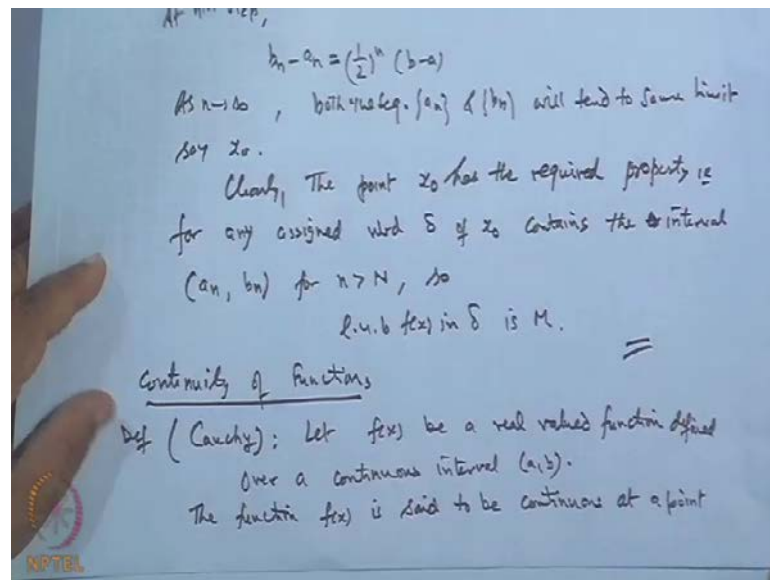 At nth step,
bn - an = (1/2)^n (b-a)
As n→∞, both the seq. {an} & {bn} will tend to same limit
say x0.
Clearly, The point x0 has the required property ie
for any assigned nbd δ of x0 contains the interval
(an, bn) for n > N, so
l.u.b f(x) in δ is M.
Continuity of Functions
Def (Cauchy): Let f(x) be a real valued function defined
over a continuous interval (a,b).
The function f(x) is said to be continuous at a point
NPTEL